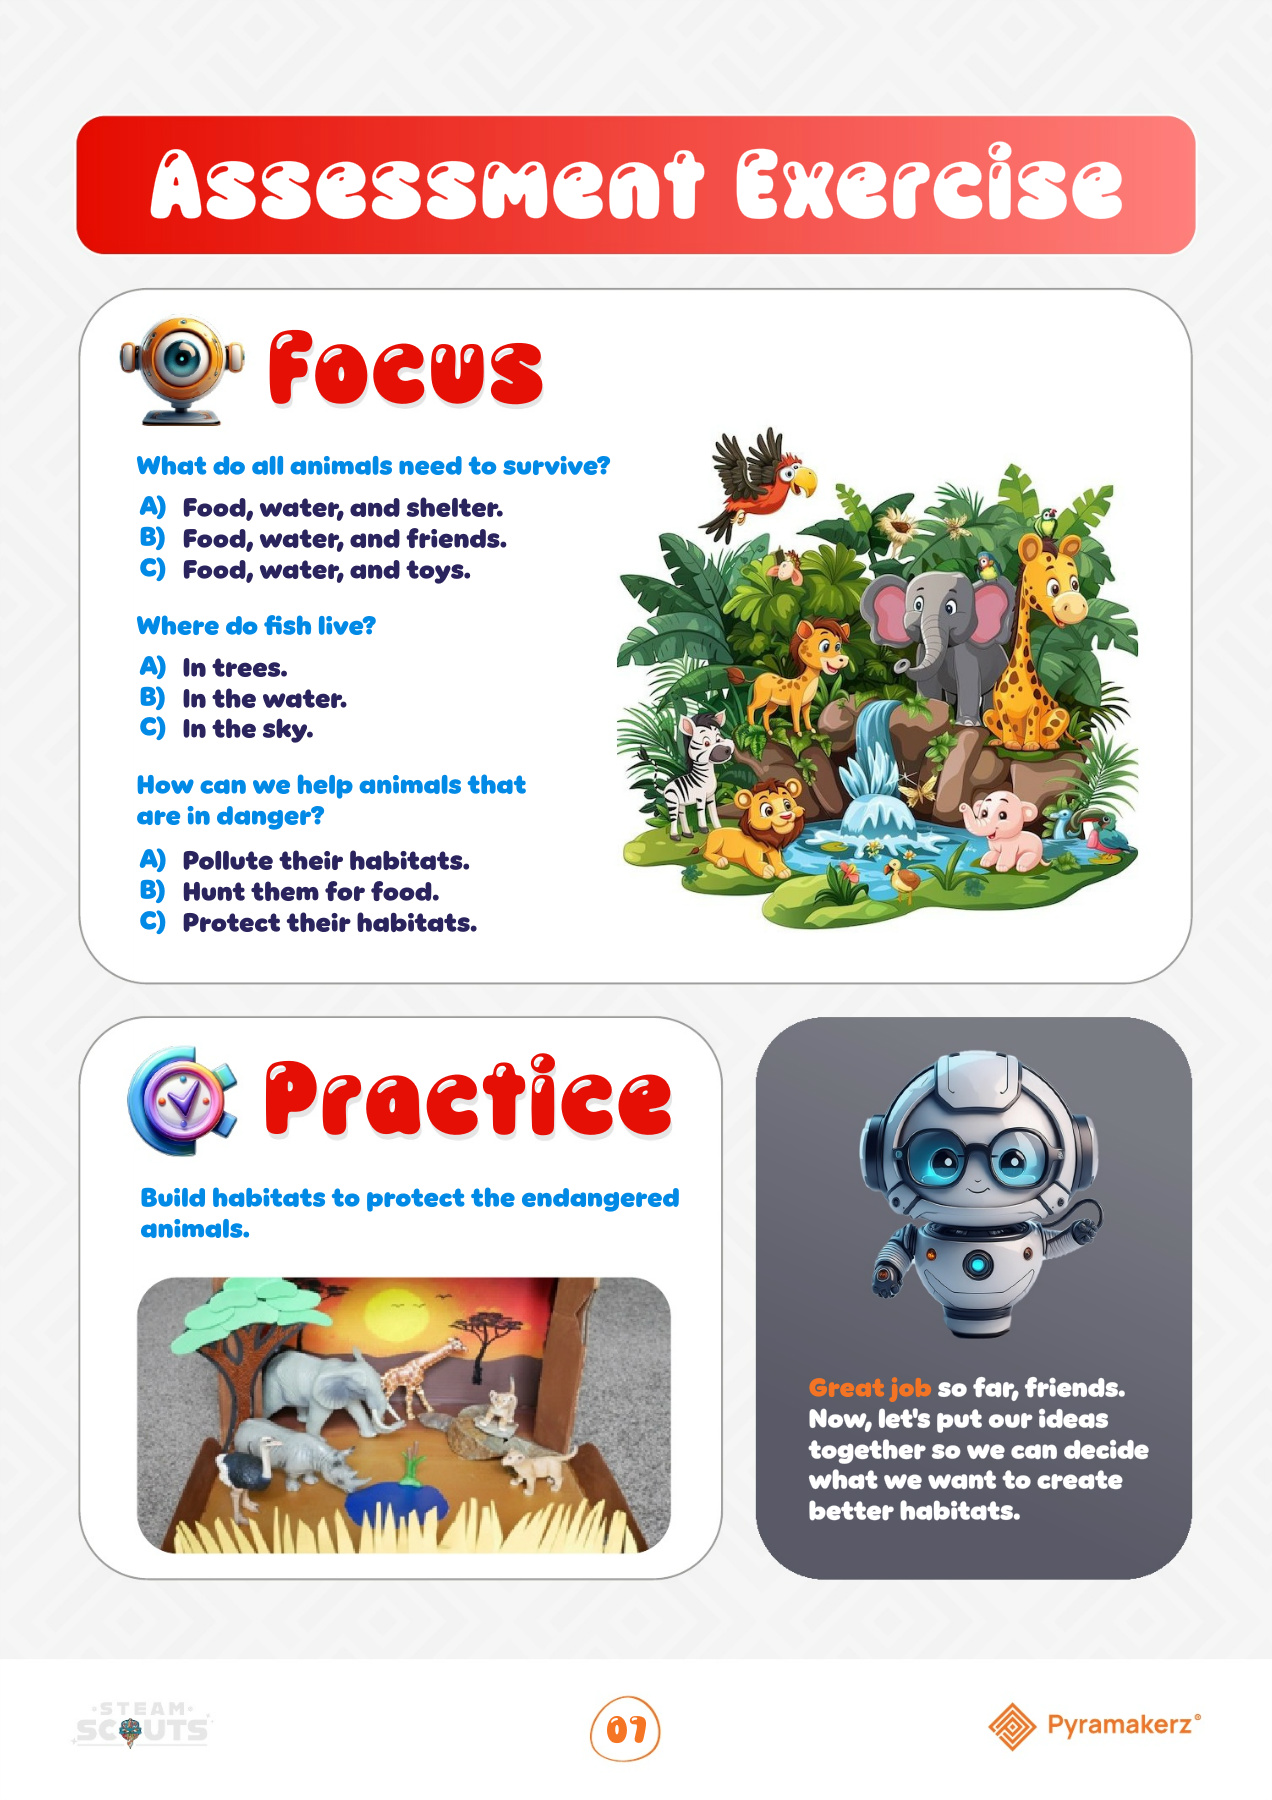 Assessment Exercise
Focus
What do all animals need to survive?
A) Food, water, and shelter.
B) Food, water, and friends.
C) Food, water, and toys.
Where do fish live?
A) In trees.
B) In the water.
C) In the sky.
How can we help animals that
are in danger?
A) Pollute their habitats.
B) Hunt them for food.
C) Protect their habitats.
Practice
Build habitats to protect the endangered
animals.
Great job so far, friends.
Now, let's put our ideas
together so we can decide
what we want to create
better habitats.
STEAM
SCOUTS
07
Pyramakerz®